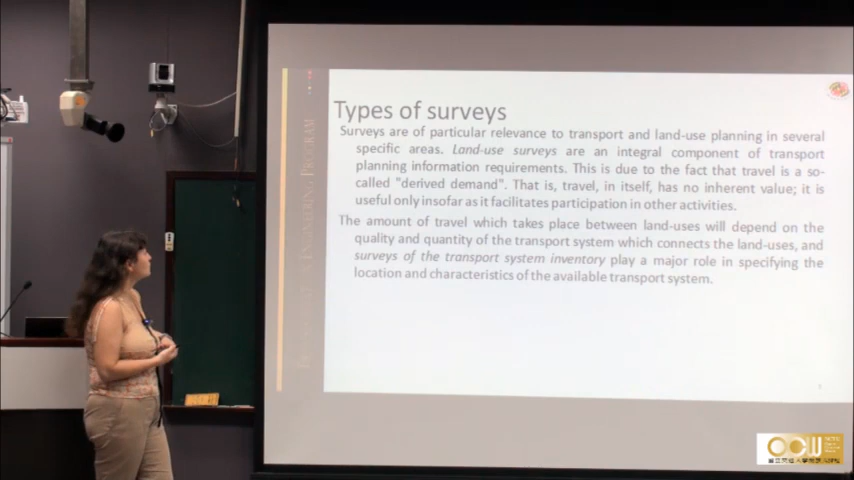 Types of surveys
Surveys are of particular relevance to transport and land-use planning in several
specific areas. Land-use surveys are an integral component of transport
planning information requirements. This is due to the fact that travel is a so-
called "derived demand". That is, travel, in itself, has no inherent value; it is
useful only insofar as it facilitates participation in other activities.
The amount of travel which takes place between land-uses will depend on the
quality and quantity of the transport system which connects the land-uses, and
surveys of the transport system inventory play a major role in specifying the
location and characteristics of the available transport system.
ENGINEERING PROGRAM
OCW